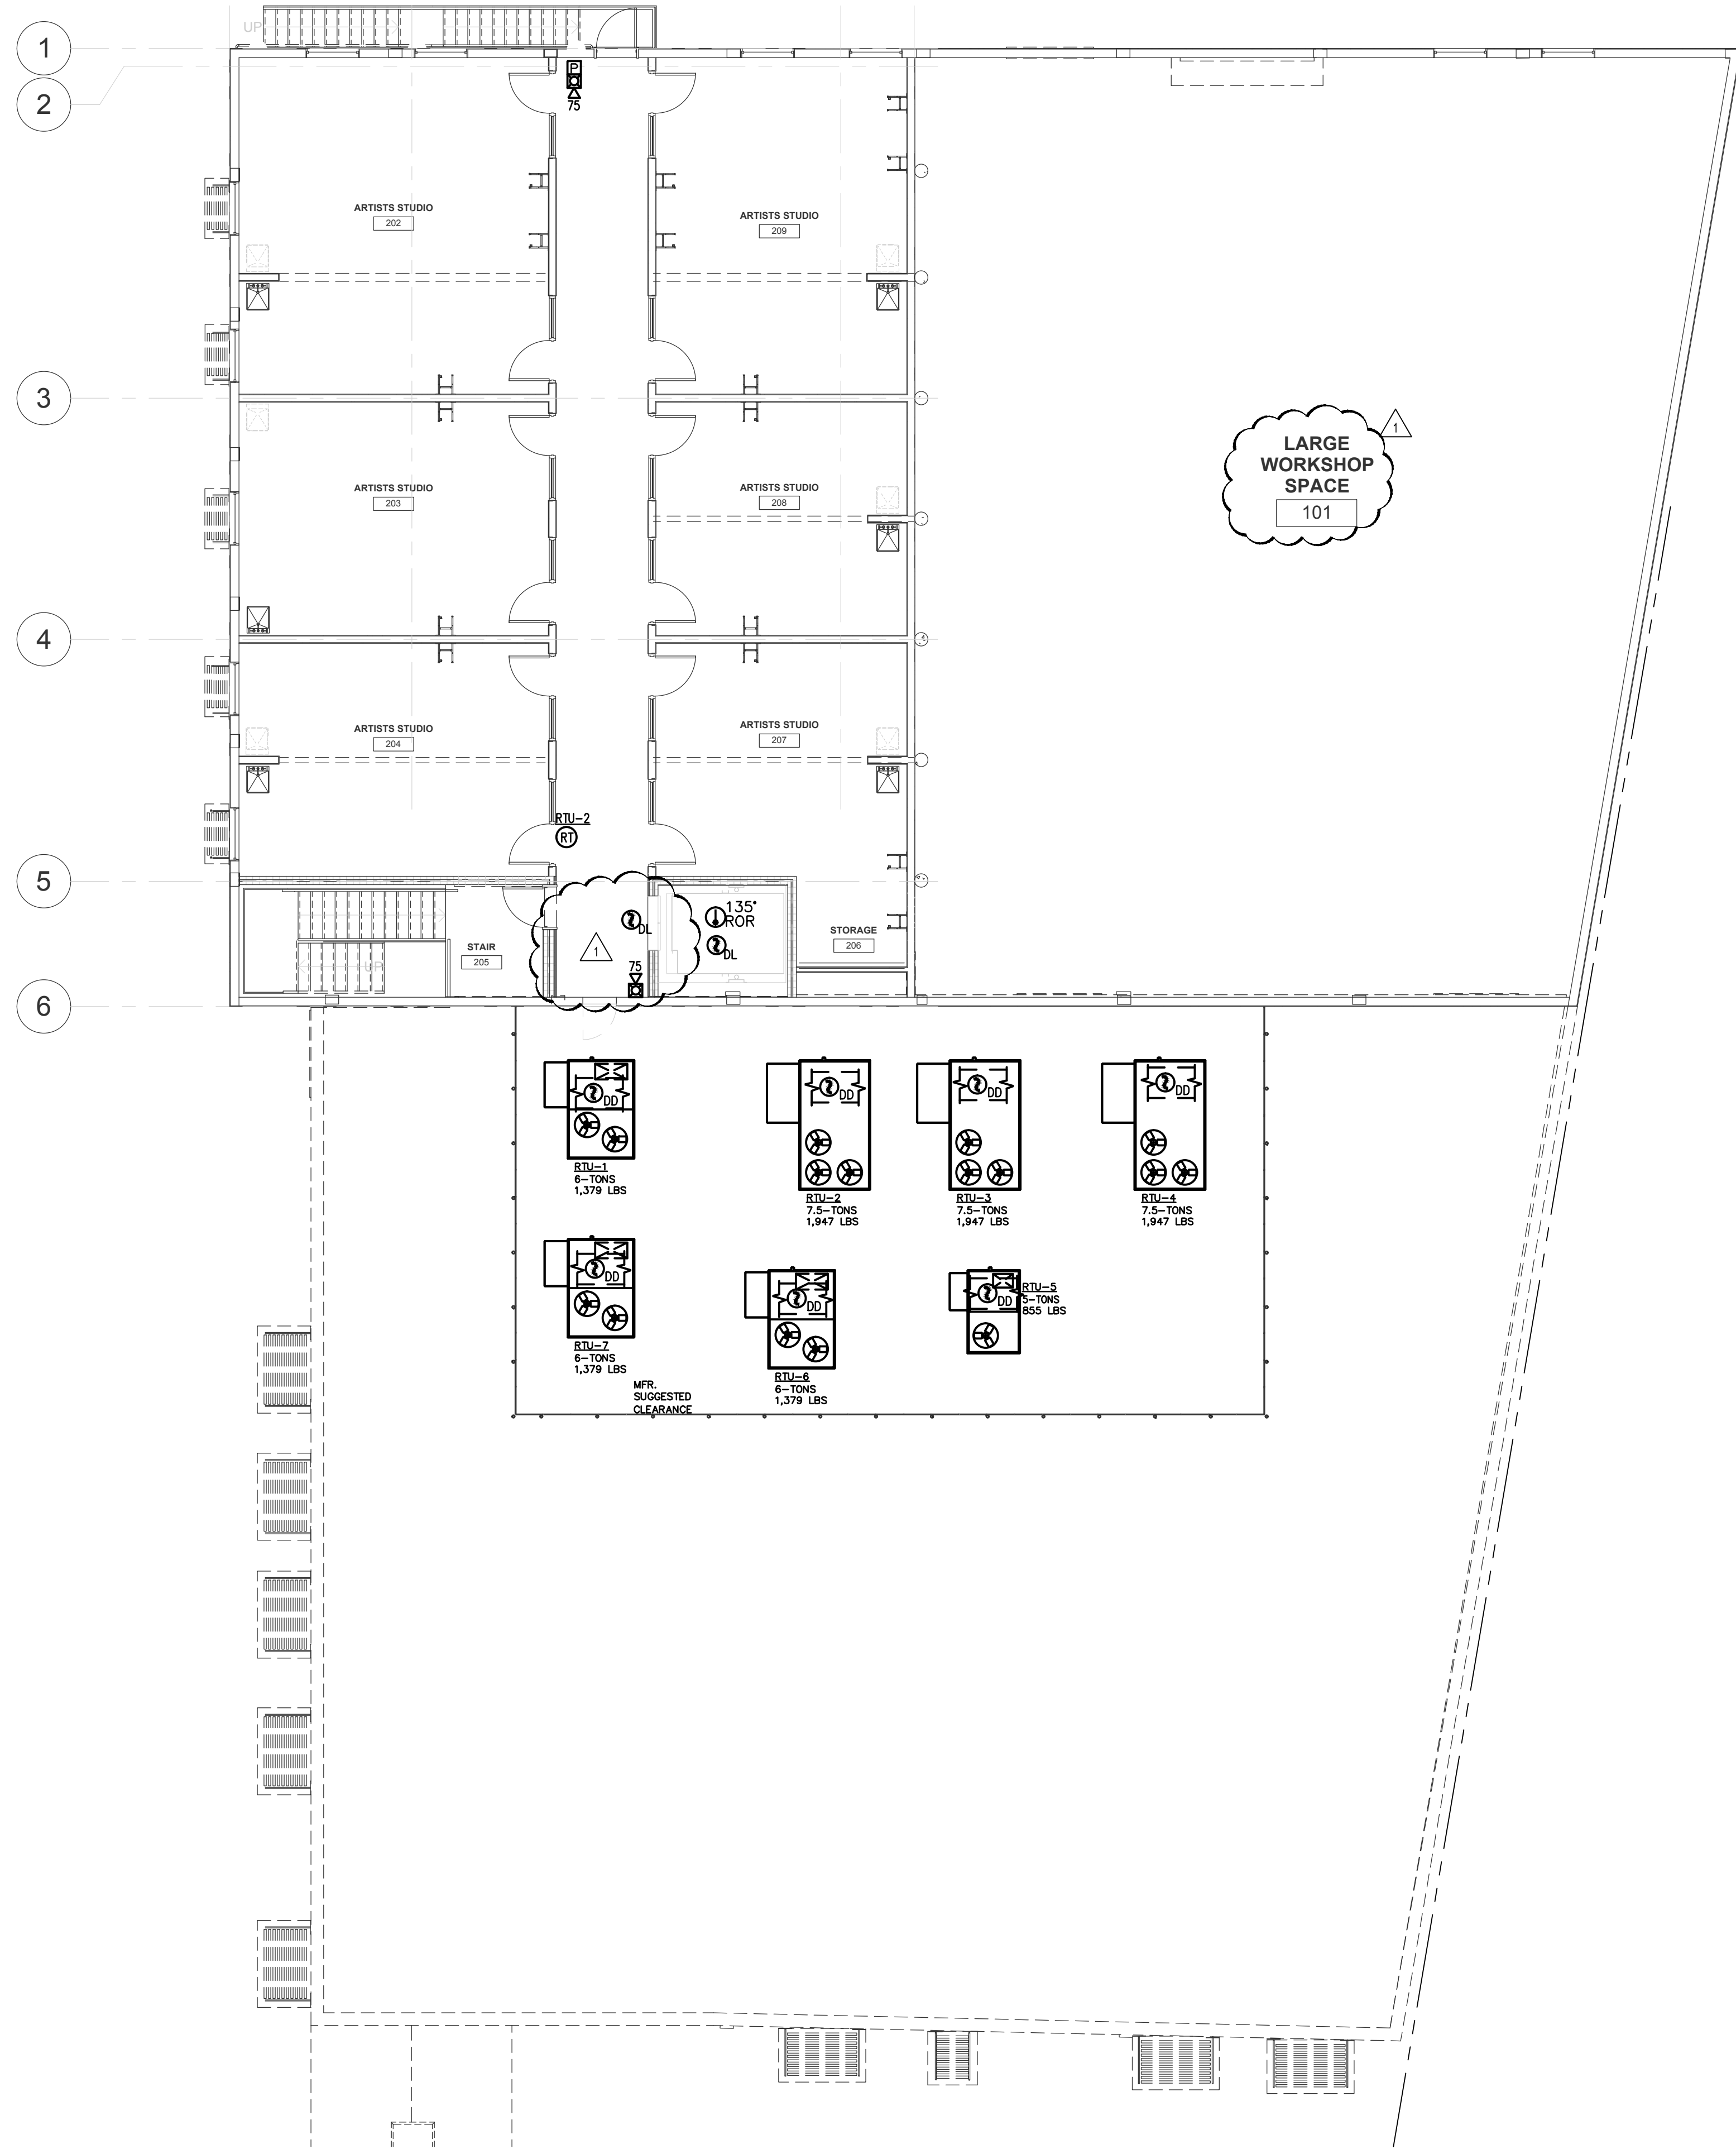 UP
1
2
P
75
ARTISTS STUDIO
202
ARTISTS STUDIO
209
3
LARGE
WORKSHOP
SPACE
101
1
ARTISTS STUDIO
203
ARTISTS STUDIO
208
4
ARTISTS STUDIO
204
ARTISTS STUDIO
207
RTU-2
RT
5
135°
ROR
DL
DL
1
75
STAIR
205
STORAGE
206
UP
6
DD
RTU-1
6-TONS
1,379 LBS
DD
RTU-2
7.5-TONS
1,947 LBS
DD
RTU-3
7.5-TONS
1,947 LBS
DD
RTU-4
7.5-TONS
1,947 LBS
DD
RTU-7
6-TONS
1,379 LBS
DD
RTU-6
6-TONS
1,379 LBS
DD
RTU-5
5-TONS
855 LBS
MFR.
SUGGESTED
CLEARANCE